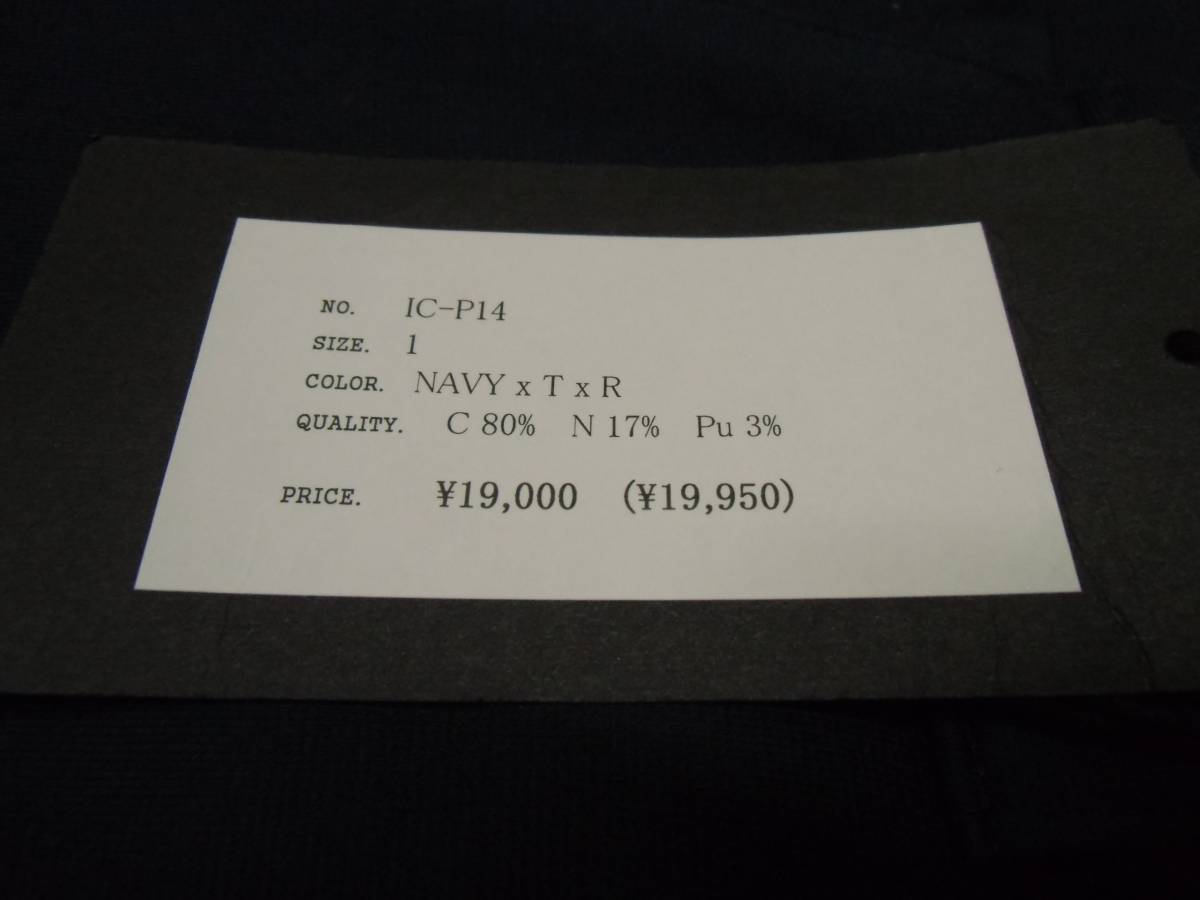 NO. IC-P14
SIZE. 1
COLOR. NAVY x T x R
QUALITY. C 80% N 17% Pu 3%
PRICE. ¥19,000 (¥19,950)